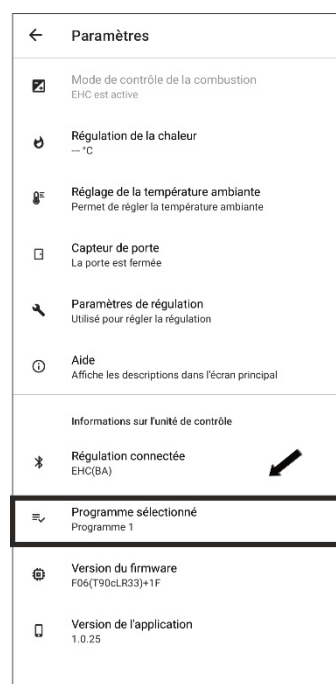 Paramètres
Mode de contrôle de la combustion
EHC est active
Régulation de la chaleur
--- °C
Réglage de la température ambiante
Permet de régler la température ambiante
Capteur de porte
La porte est fermée
Paramètres de régulation
Utilisé pour régler la régulation
Aide
Affiche les descriptions dans l'écran principal
Informations sur l'unité de contrôle
Régulation connectée
EHC(BA)
Programme sélectionné
Programme 1
Version du firmware
F06(T90cLR33)+1F
Version de l'application
1.0.25